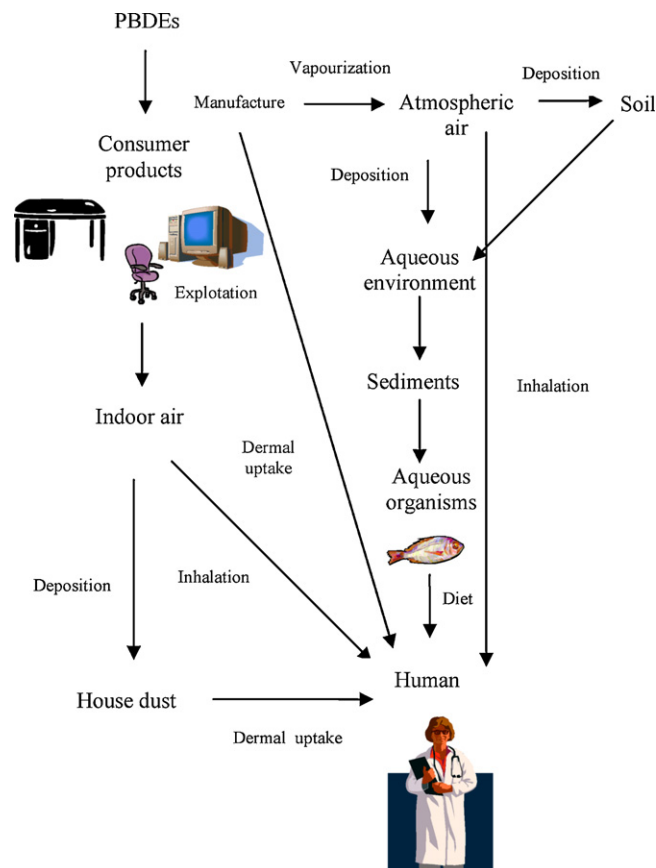 PBDEs
Vapourization
Deposition
Manufacture
Atmospheric
air
Soil
Consumer
products
Deposition
Aqueous
environment
Explotation
Sediments
Inhalation
Indoor air
Dermal
uptake
Aqueous
organisms
Deposition
Inhalation
Diet
Human
House dust
Dermal uptake